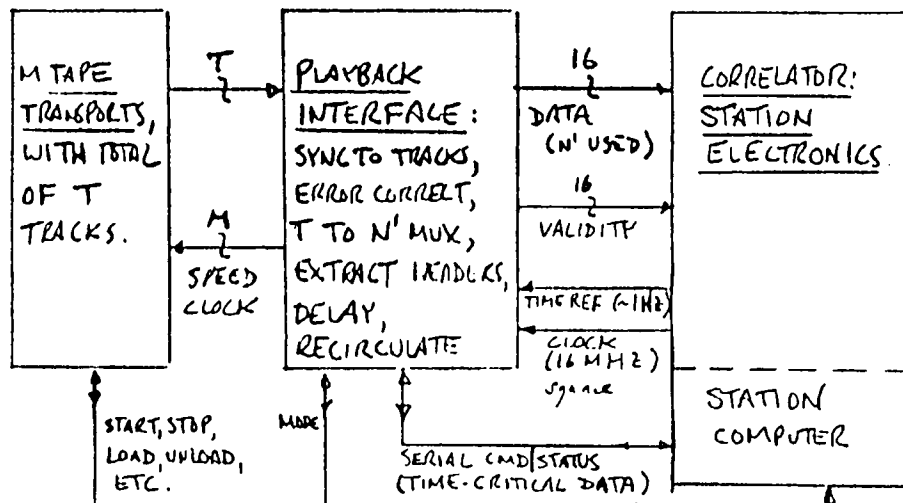 M TAPE
TRANSPORTS,
WITH TOTAL
OF T
TRACKS.
T
M
SPEED
CLOCK
PLAYBACK
INTERFACE:
SYNC TO TRACKS,
ERROR CORRECT,
T TO N' MUX,
EXTRACT HEADERS,
DELAY,
RECIRCULATE
16
DATA
(N' USED)
16
VALIDITY
TIME REF (~1HZ)
CLOCK
(16 MHZ)
square
CORRELATOR:
STATION
ELECTRONICS.
STATION
COMPUTER
START, STOP,
LOAD, UNLOAD,
ETC.
MODE
SERIAL CMD/STATUS
(TIME-CRITICAL DATA)